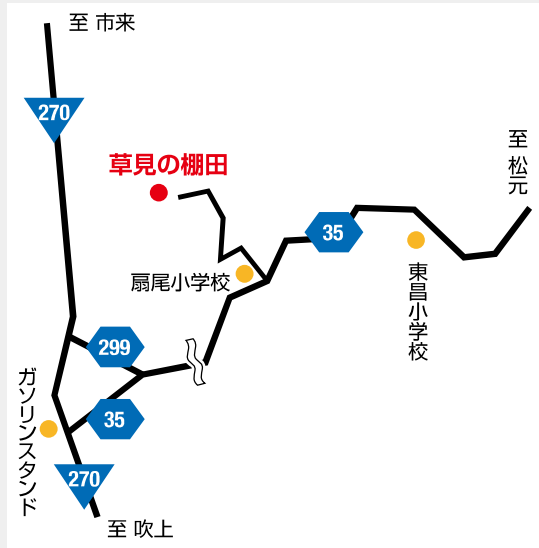 至 市来
270
草見の棚田
至 松元
35
扇尾小学校
東昌小学校
299
ガソリンスタンド
35
270
至 吹上